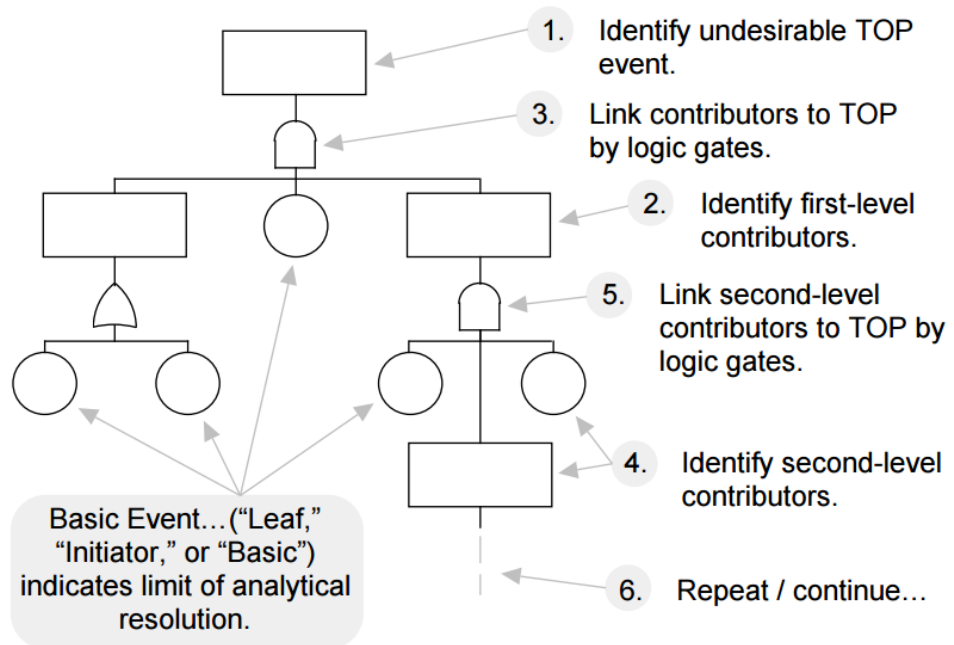 1. Identify undesirable TOP
event.
3. Link contributors to TOP
by logic gates.
2. Identify first-level
contributors.
5. Link second-level
contributors to TOP by
logic gates.
4. Identify second-level
contributors.
Basic Event…(“Leaf,”
“Initiator,” or “Basic”)
indicates limit of analytical
resolution.
6. Repeat / continue…